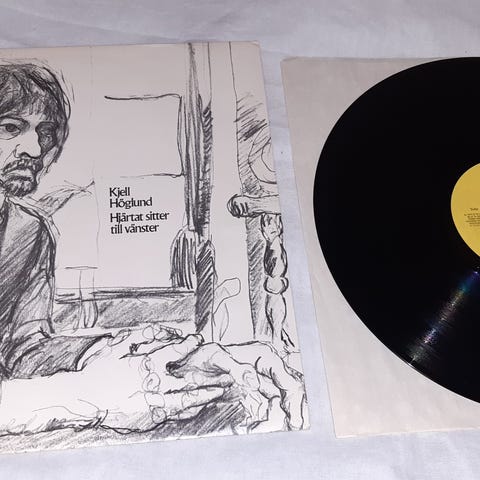 Kjell
Höglund
Hjärtat sitter
till vänster